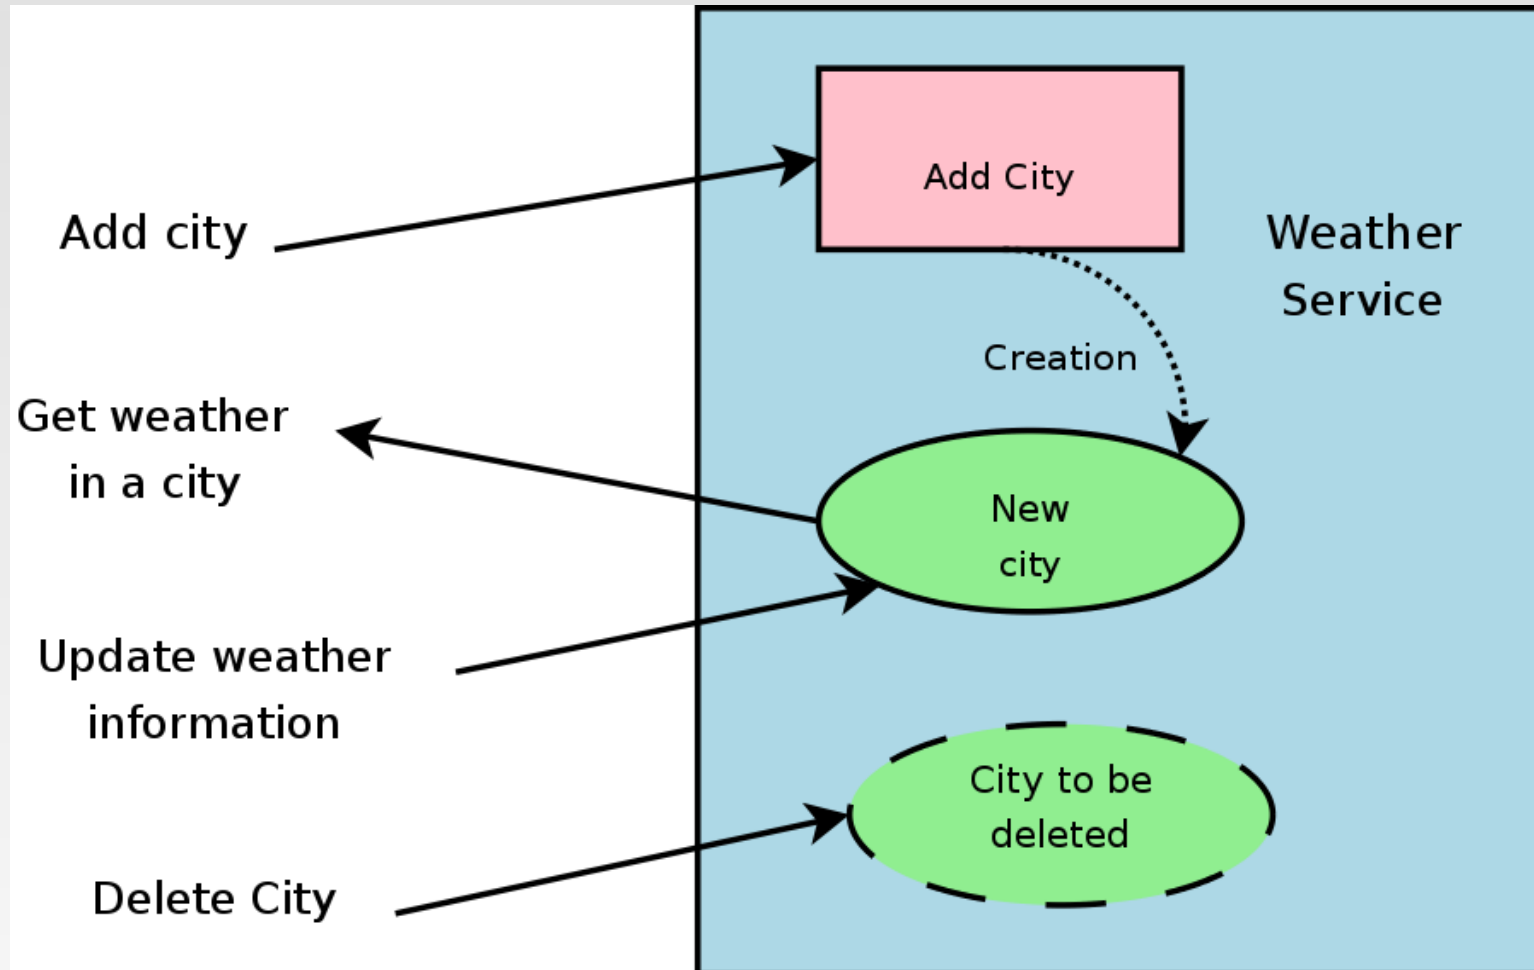 Add City
Add city
Weather
Service
Creation
Get weather
in a city
New
city
Update weather
information
City to be
deleted
Delete City